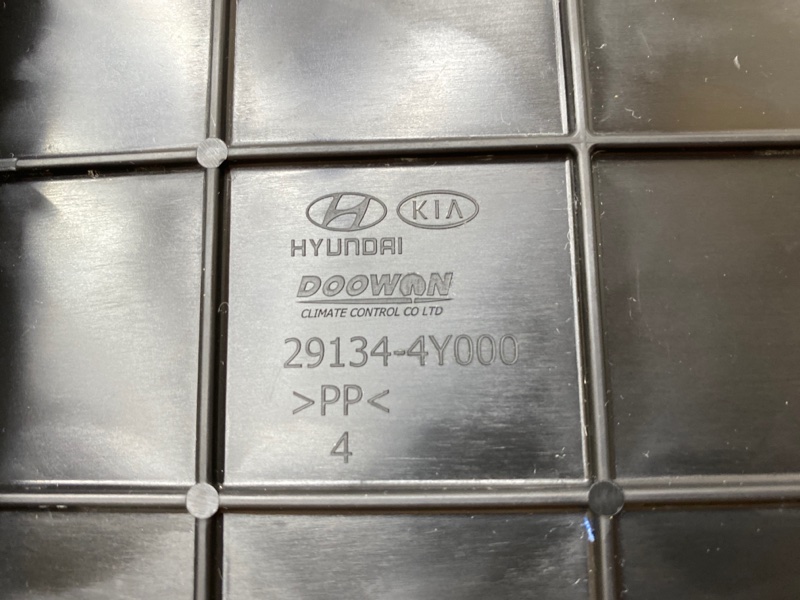 H KIA
HYUNDAI
DOOWON
CLIMATE CONTROL CO LTD
29134-4Y000
>PP<
4